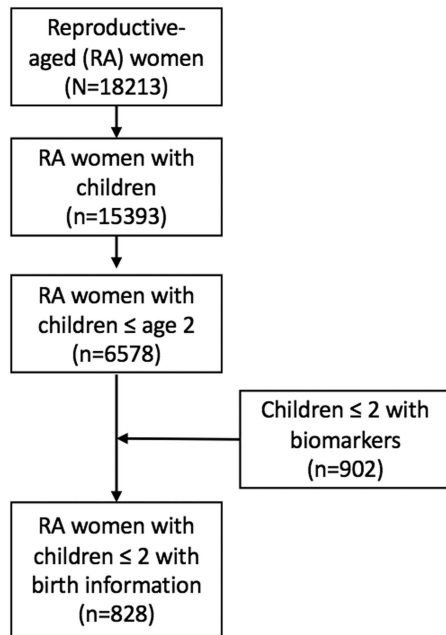 Reproductive-
aged (RA) women
(N=18213)
RA women with
children
(n=15393)
RA women with
children ≤ age 2
(n=6578)
Children ≤ 2 with
biomarkers
(n=902)
RA women with
children ≤ 2 with
birth information
(n=828)